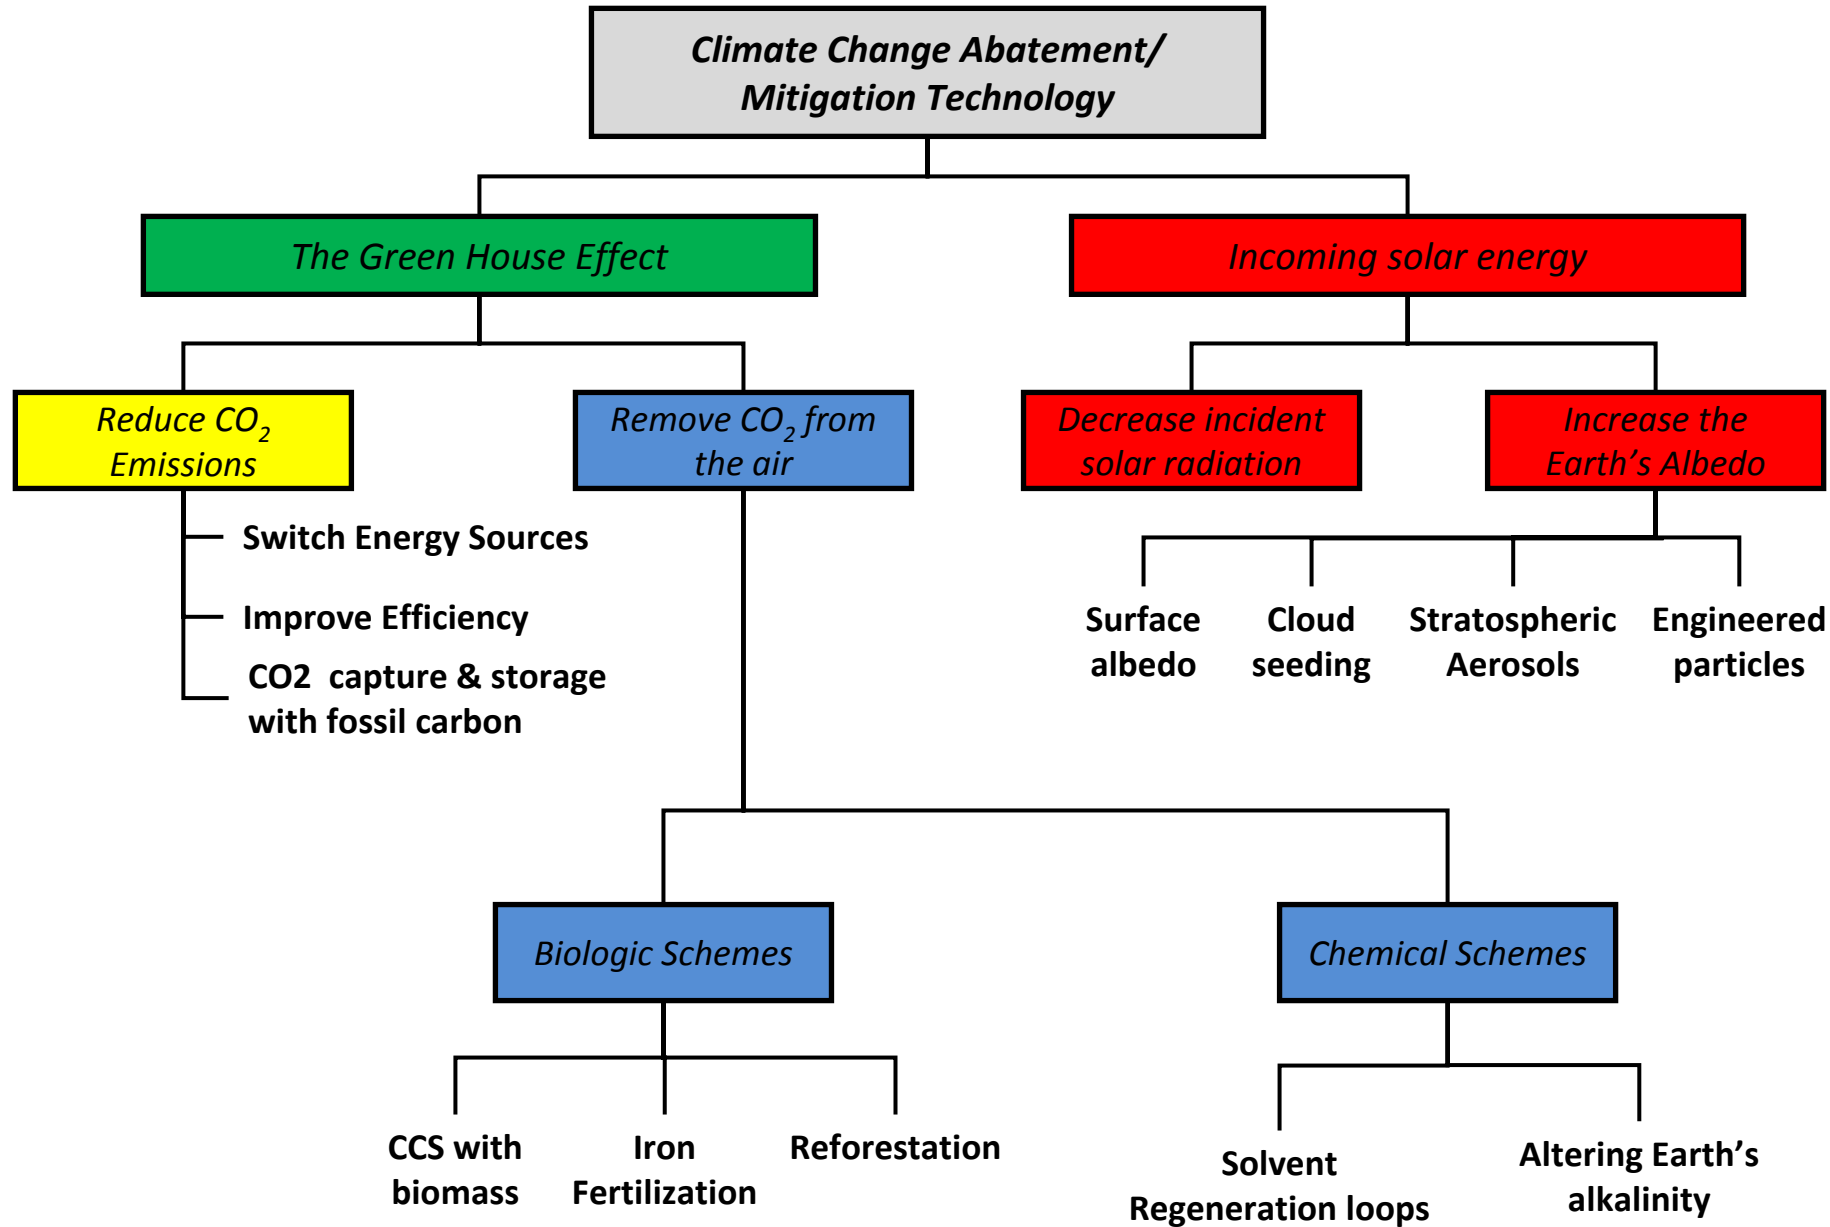 Climate Change Abatement/
Mitigation Technology
The Green House Effect
Incoming solar energy
Reduce CO₂
Emissions
Remove CO₂ from
the air
Decrease incident
solar radiation
Increase the
Earth’s Albedo
Switch Energy Sources
Improve Efficiency
CO2 capture & storage
with fossil carbon
Surface
albedo
Cloud
seeding
Stratospheric
Aerosols
Engineered
particles
Biologic Schemes
Chemical Schemes
CCS with
biomass
Iron
Fertilization
Reforestation
Solvent
Regeneration loops
Altering Earth’s
alkalinity